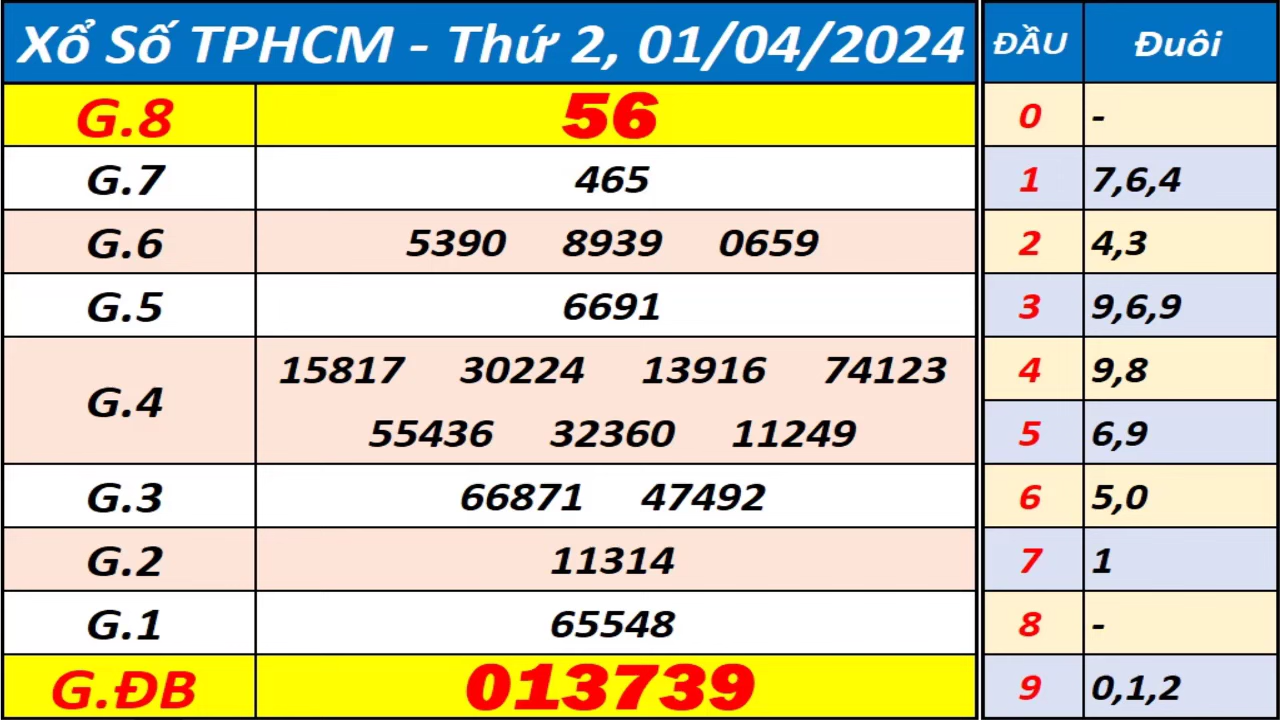 Xổ Số TPHCM - Thứ 2, 01/04/2024
G.8 56
G.7 465
G.6 5390 8939 0659
G.5 6691
G.4 15817 30224 13916 74123
55436 32360 11249
G.3 66871 47492
G.2 11314
G.1 65548
G.ĐB 013739
ĐẦU Đuôi
0 -
1 7,6,4
2 4,3
3 9,6,9
4 9,8
5 6,9
6 5,0
7 1
8 -
9 0,1,2